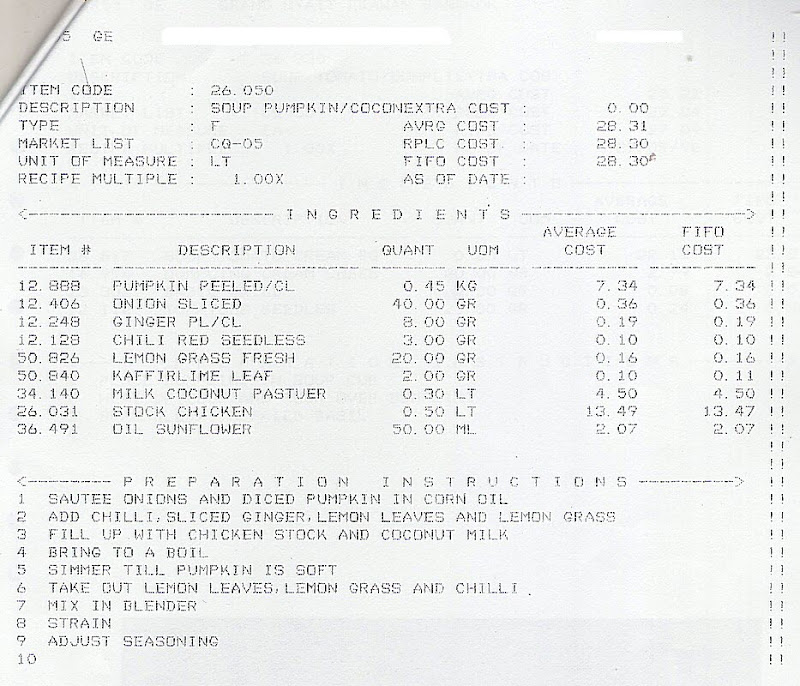 5 GE !!
!!
!!
ITEM CODE : 26.050 !!
DESCRIPTION : SOUP PUMPKIN/COCONEXTRA COST : 0.00 !!
TYPE : F AVRG COST : 28.31 !!
MARKET LIST : CG-05 RPLC COST : 28.30 !!
UNIT OF MEASURE : LT FIFO COST : 28.30 !!
RECIPE MULTIPLE : 1.00X AS OF DATE : !!
!!
<--------------------- I N G R E D I E N T S --------------------> !!
AVERAGE FIFO !!
ITEM # DESCRIPTION QUANT UOM COST COST !!
!!
12.888 PUMPKIN PEELED/CL 0.45 KG 7.34 7.34 !!
12.406 ONION SLICED 40.00 GR 0.36 0.36 !!
12.248 GINGER PL/CL 8.00 GR 0.19 0.19 !!
12.128 CHILI RED SEEDLESS 3.00 GR 0.10 0.10 !!
50.826 LEMON GRASS FRESH 20.00 GR 0.16 0.16 !!
50.840 KAFFIRLIME LEAF 2.00 GR 0.10 0.11 !!
34.140 MILK COCONUT PASTUER 0.30 LT 4.50 4.50 !!
26.031 STOCK CHICKEN 0.50 LT 13.49 13.47 !!
36.491 OIL SUNFLOWER 50.00 ML 2.07 2.07 !!
!!
!!
<-------- P R E P A R A T I O N I N S T R U C T I O N S ---------> !!
1 SAUTEE ONIONS AND DICED PUMPKIN IN CORN OIL !!
2 ADD CHILLI,SLICED GINGER,LEMON LEAVES AND LEMON GRASS !!
3 FILL UP WITH CHICKEN STOCK AND COCONUT MILK !!
4 BRING TO A BOIL !!
5 SIMMER TILL PUMPKIN IS SOFT !!
6 TAKE OUT LEMON LEAVES,LEMON GRASS AND CHILLI !!
7 MIX IN BLENDER !!
8 STRAIN !!
9 ADJUST SEASONING !!
10 !!